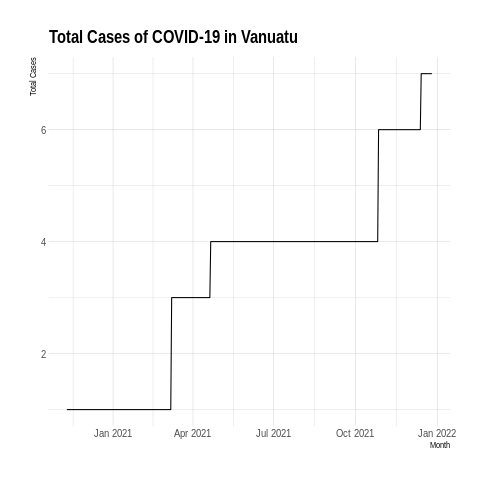 Total Cases of COVID-19 in Vanuatu
Total Cases
6
4
2
Jan 2021 Apr 2021 Jul 2021 Oct 2021 Jan 2022
Month